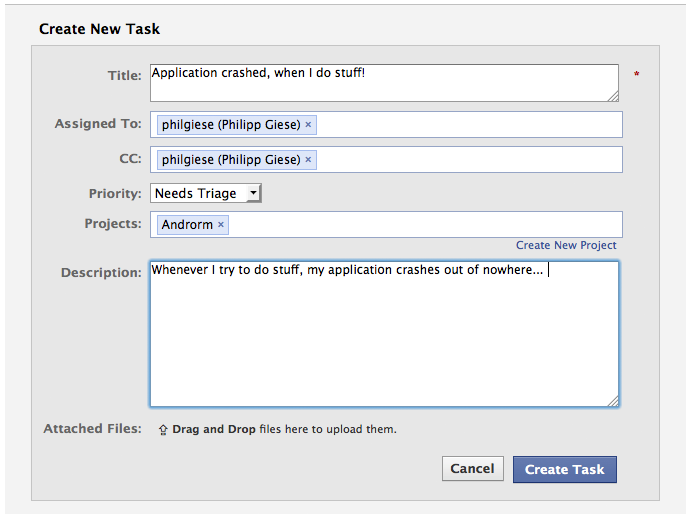 Create New Task
Title: Application crashed, when I do stuff! *
Assigned To: philgiese (Philipp Giese) ×
CC: philgiese (Philipp Giese) ×
Priority: Needs Triage
Projects: Androrm ×
Create New Project
Description: Whenever I try to do stuff, my application crashes out of nowhere...
Attached Files: Drag and Drop files here to upload them.
Cancel Create Task